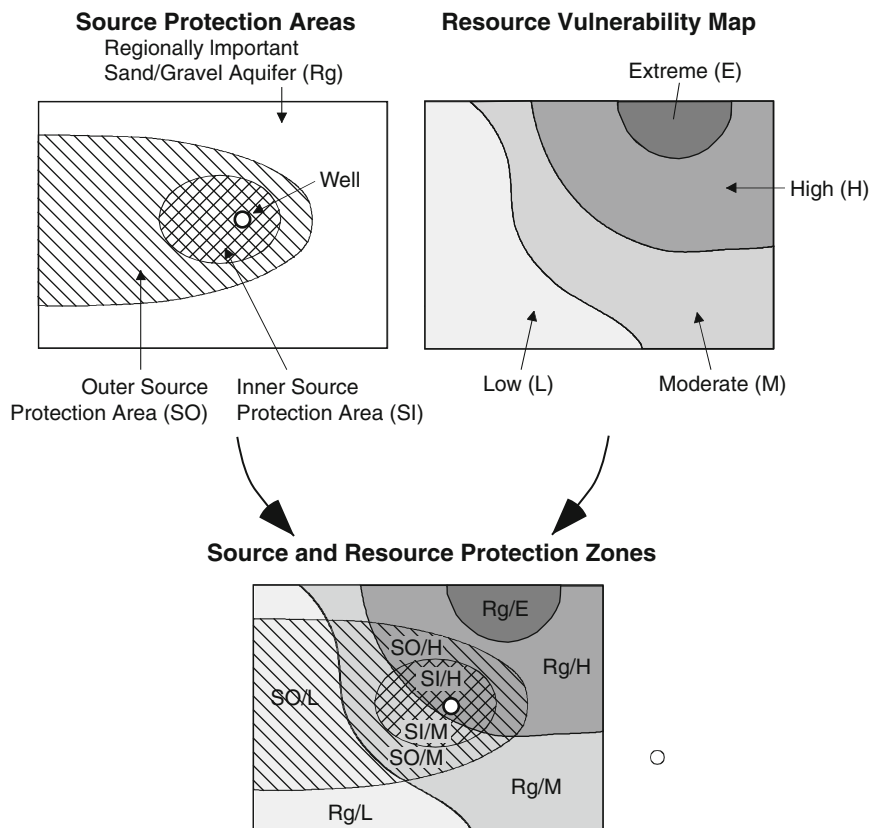 Source Protection Areas
Regionally Important
Sand/Gravel Aquifer (Rg)
Well
Outer Source
Protection Area (SO)
Inner Source
Protection Area (SI)
Resource Vulnerability Map
Extreme (E)
High (H)
Low (L)
Moderate (M)
Source and Resource Protection Zones
Rg/E
SO/H
Rg/H
SI/H
SO/L
SI/M
SO/M
Rg/M
Rg/L